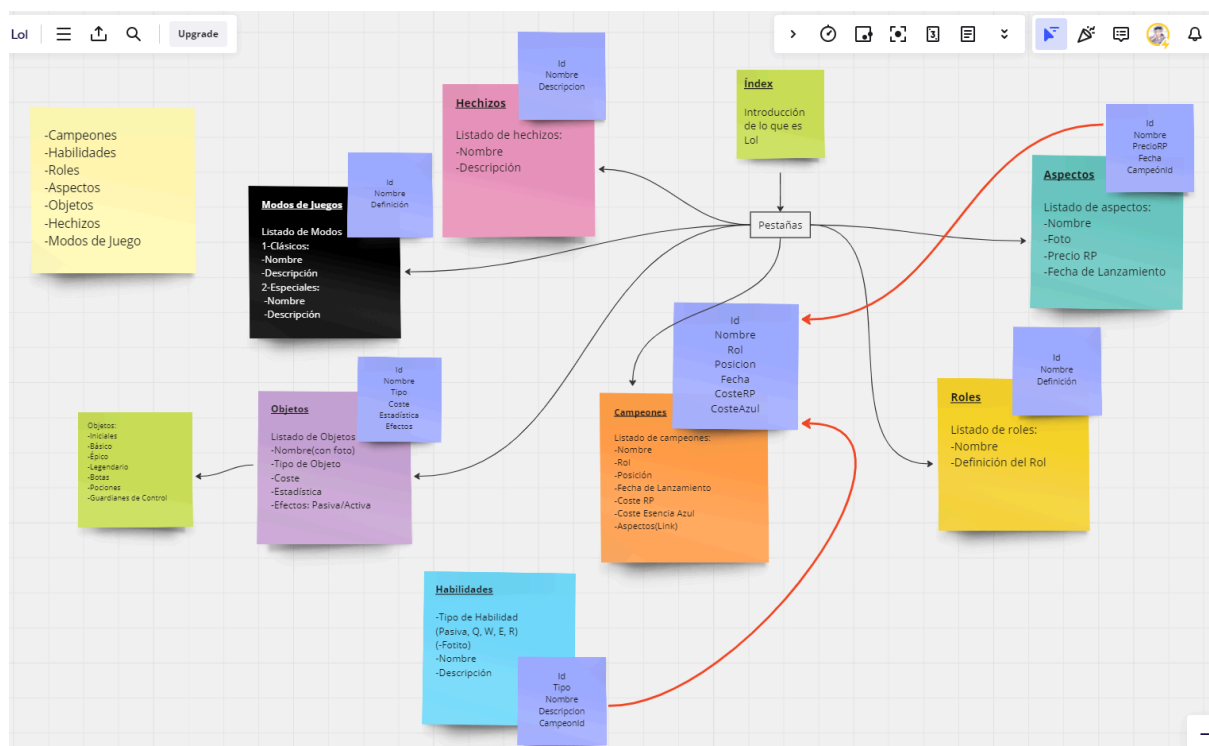 Lol
Upgrade
3
-Campeones
-Habilidades
-Roles
-Aspectos
-Objetos
-Hechizos
-Modos de Juego
Hechizos
Listado de hechizos:
-Nombre
-Descripción
Id
Nombre
Descripcion
Índex
Introducción
de lo que es
Lol
Pestañas
Id
Nombre
PrecioRP
Fecha
CampeónId
Aspectos
Listado de aspectos:
-Nombre
-Foto
-Precio RP
-Fecha de Lanzamiento
Modos de Juegos
Listado de Modos
1-Clásicos:
-Nombre
-Descripción
2-Especiales:
-Nombre
-Descripción
Id
Nombre
Definición
Id
Nombre
Rol
Posicion
Fecha
CosteRP
CosteAzul
Campeones
Listado de campeones:
-Nombre
-Rol
-Posición
-Fecha de Lanzamiento
-Coste RP
-Coste Esencia Azul
-Aspectos(Link)
Id
Nombre
Definición
Roles
Listado de roles:
-Nombre
-Definición del Rol
Objetos
Listado de Objetos
-Nombre(con foto)
-Tipo de Objeto
-Coste
-Estadística
-Efectos: Pasiva/Activa
Id
Nombre
Tipo
Coste
Estadística
Efectos
Objetos:
-Iniciales
-Básico
-Épico
-Legendario
-Botas
-Pociones
-Guardianes de Control
Habilidades
-Tipo de Habilidad
(Pasiva, Q, W, E, R)
(-Fotito)
-Nombre
-Descripción
Id
Tipo
Nombre
Descripcion
CampeonId